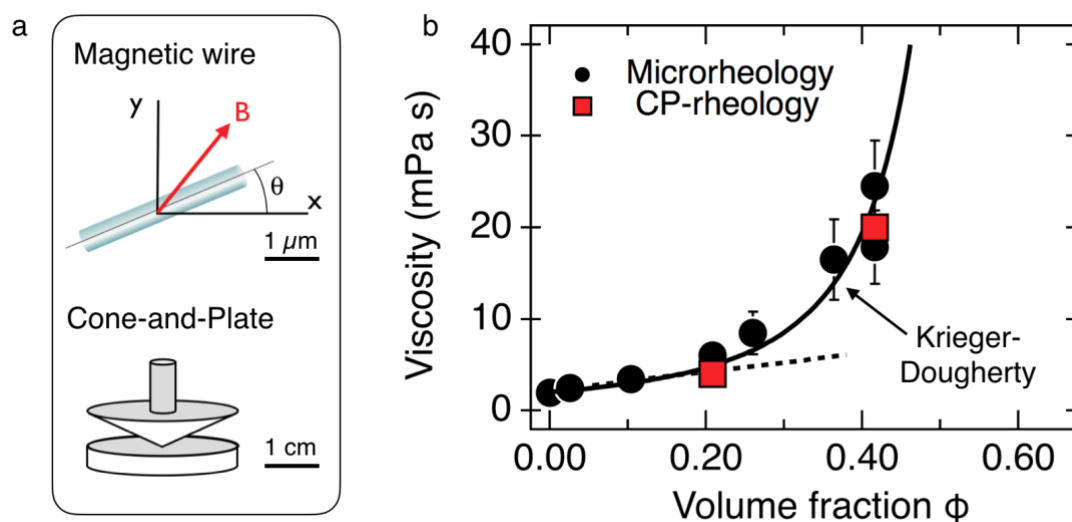 a
Magnetic wire
y
B
θ
x
1 µm
Cone-and-Plate
1 cm
b
Viscosity (mPa s)
40
30
20
10
0
Microrheology
CP-rheology
Krieger-
Dougherty
0.00 0.20 0.40 0.60
Volume fraction ϕ